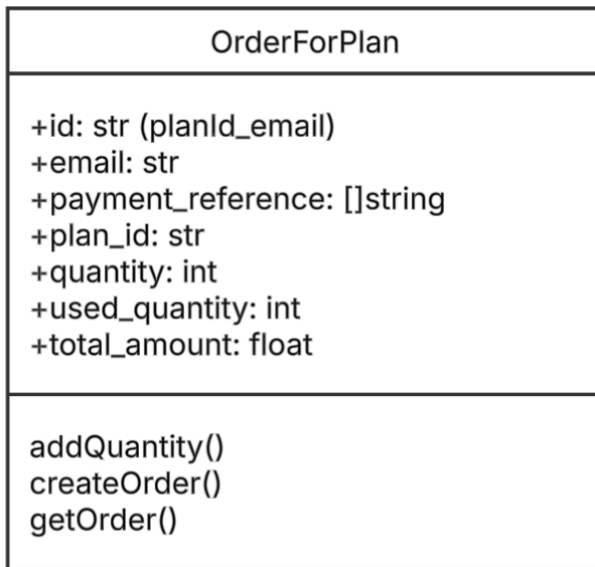 OrderForPlan
+id: str (planId_email)
+email: str
+payment_reference: []string
+plan_id: str
+quantity: int
+used_quantity: int
+total_amount: float
addQuantity()
createOrder()
getOrder()